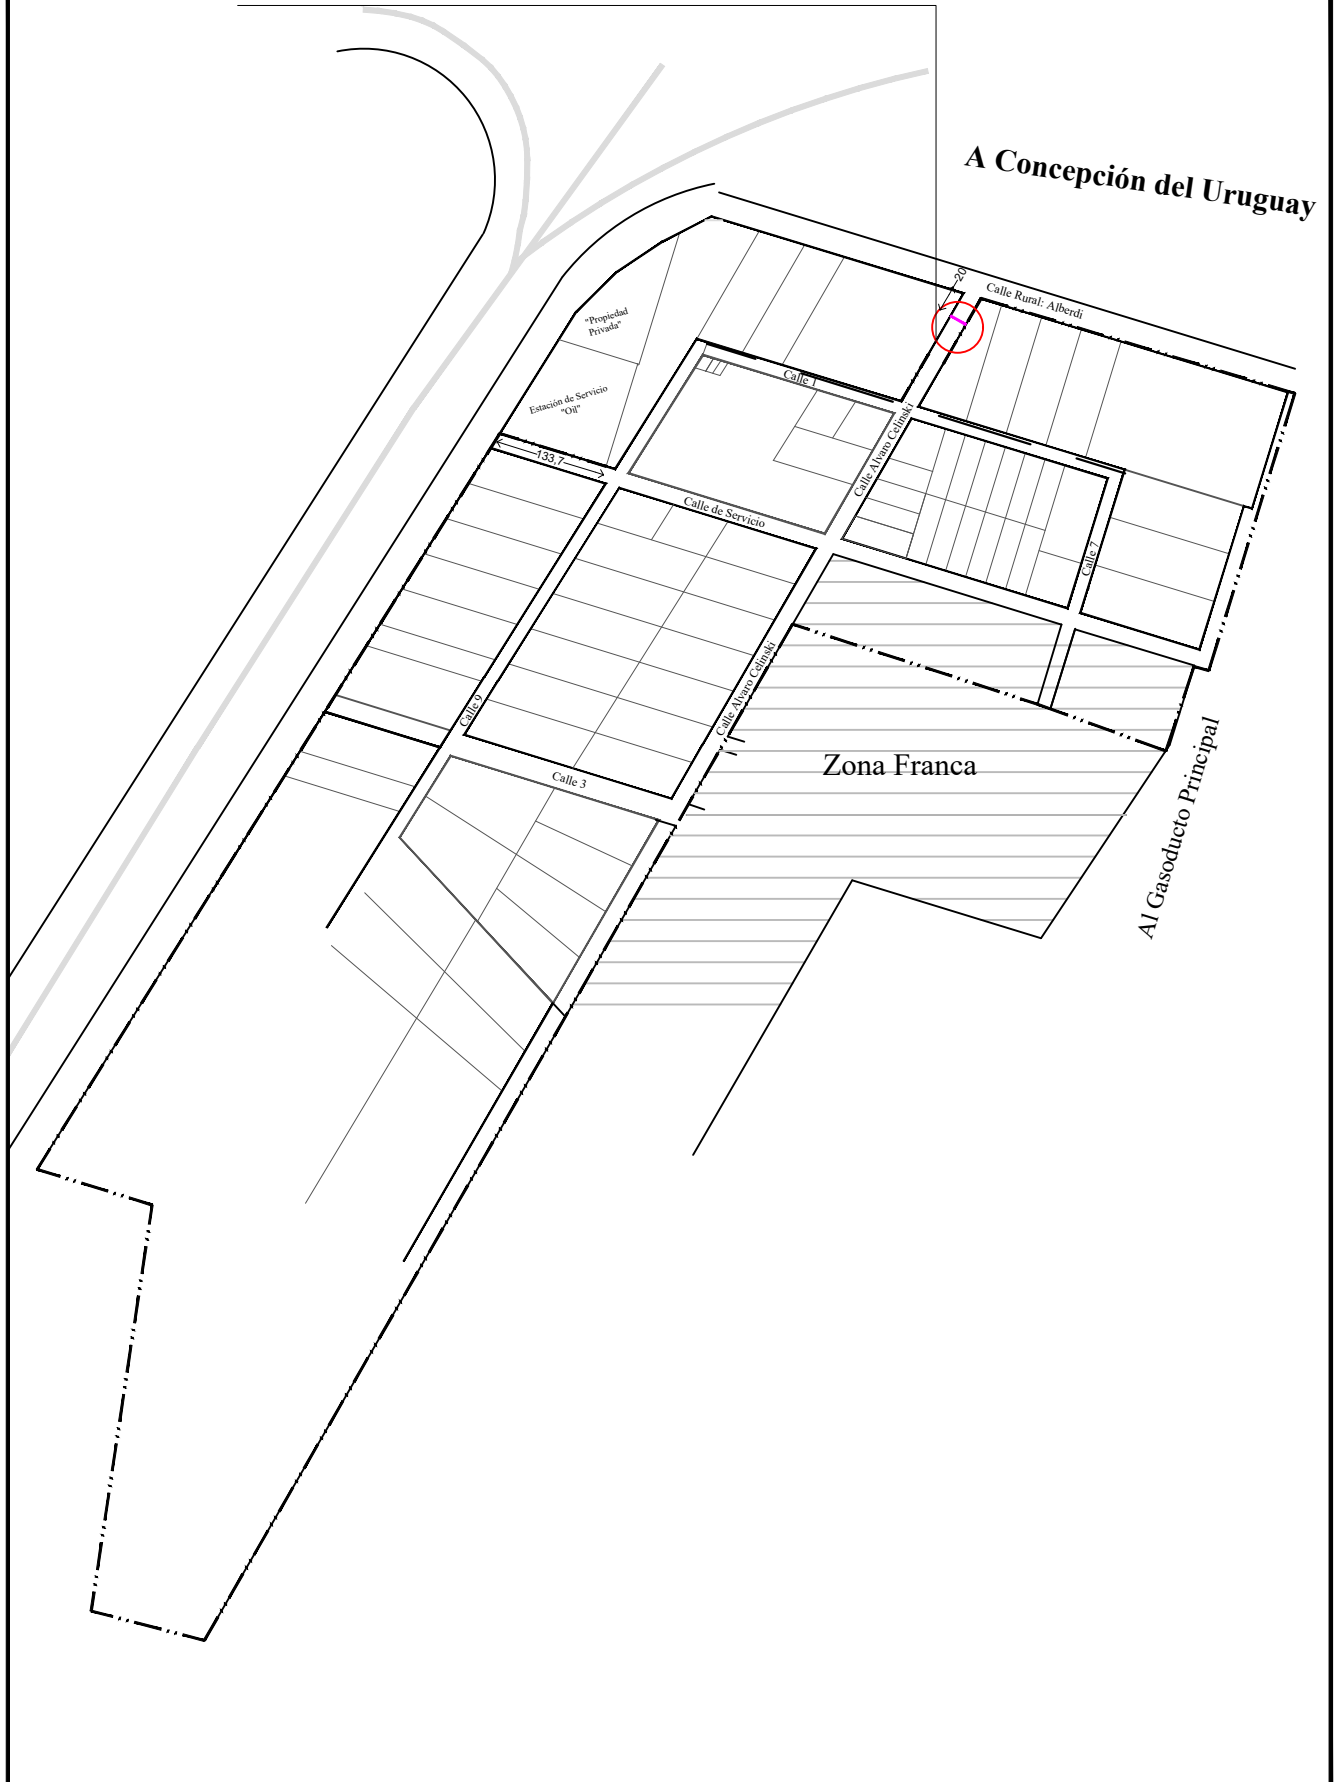 A Concepción del Uruguay
20
Calle Rural: Alberdi
"Propiedad
Privada"
Calle 1
Estación de Servicio
"Oil"
Calle Alvaro Celinski
133,7
Calle de Servicio
Calle 7
Calle Alvaro Celinski
Calle 9
Zona Franca
Calle 3
Al Gasoducto Principal